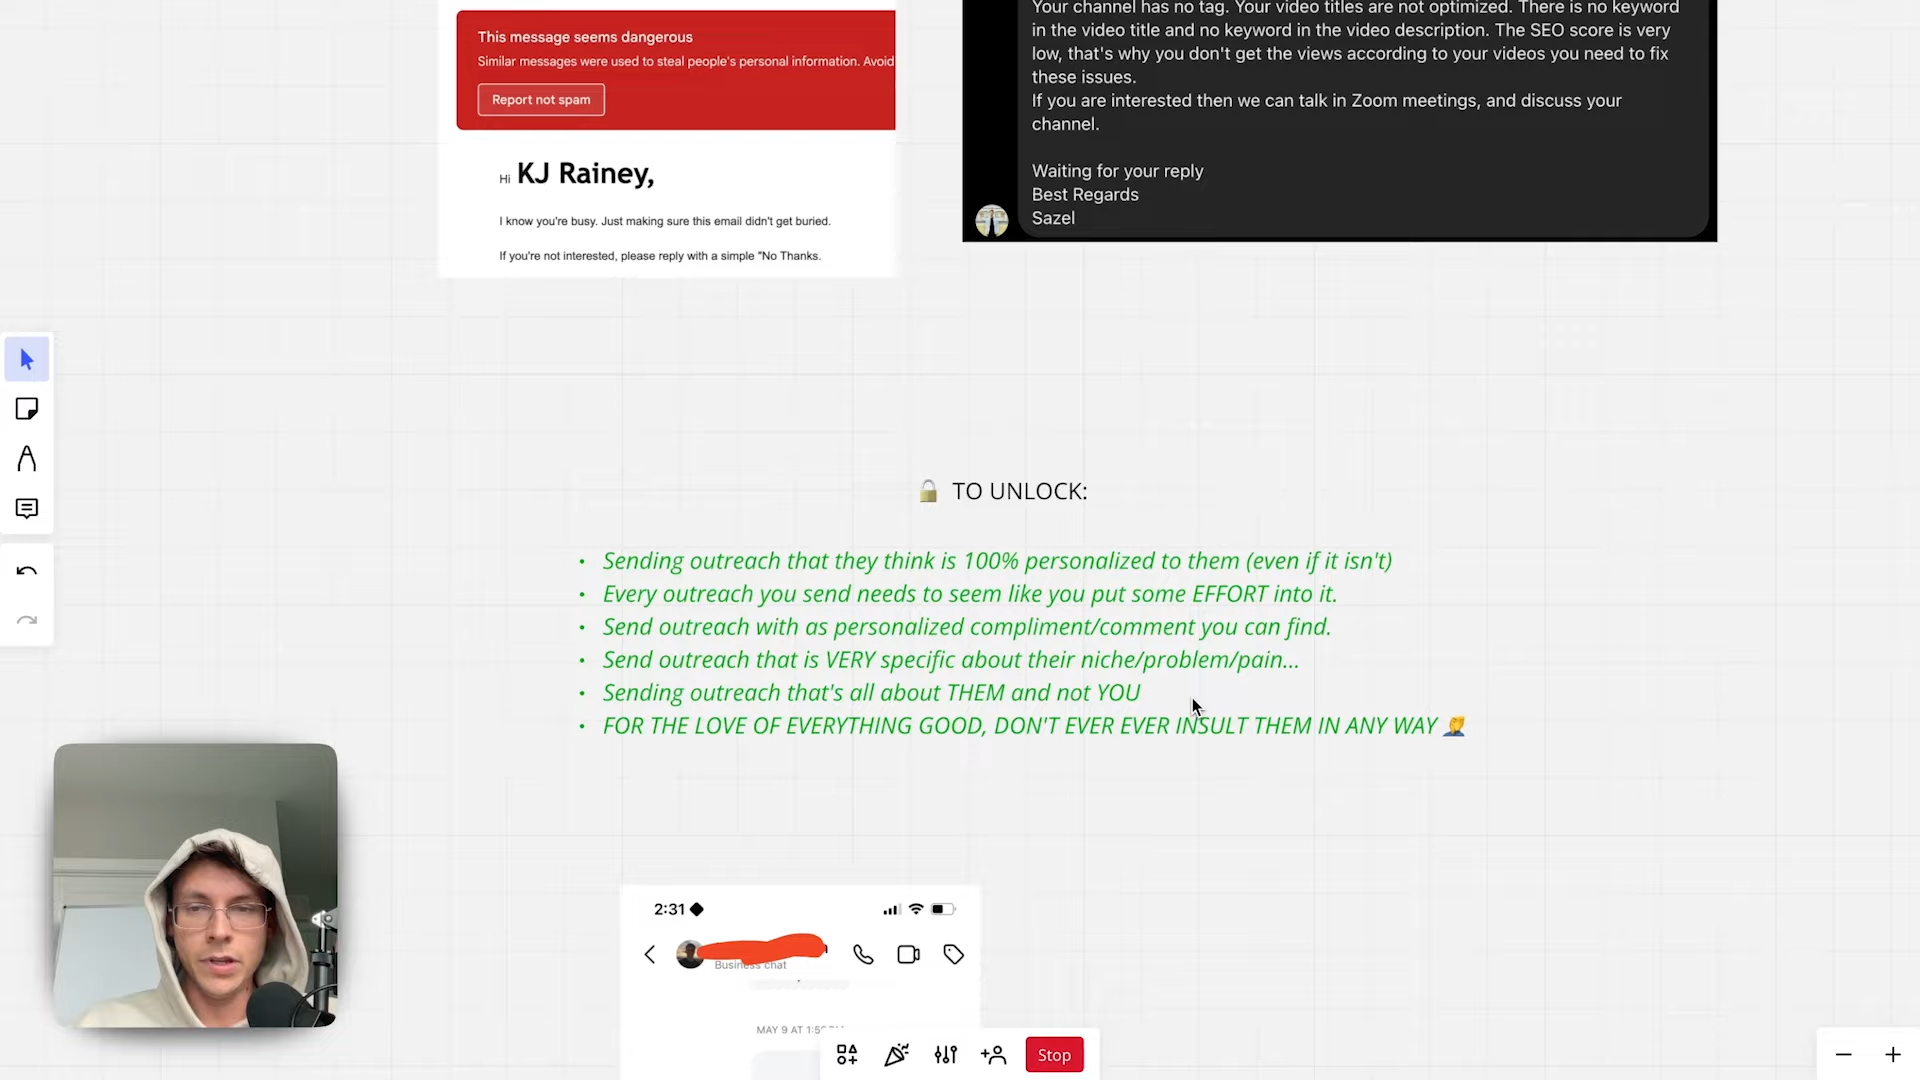 This message seems dangerous
Similar messages were used to steal people's personal information. Avoid
Report not spam
Hi KJ Rainey,
I know you're busy. Just making sure this email didn't get buried.
If you're not interested, please reply with a simple "No Thanks.
Your channel has no tag. Your video titles are not optimized. There is no keyword
in the video title and no keyword in the video description. The SEO score is very
low, that's why you don't get the views according to your videos you need to fix
these issues.
If you are interested then we can talk in Zoom meetings, and discuss your
channel.
Waiting for your reply
Best Regards
Sazel
🔒 TO UNLOCK:
• Sending outreach that they think is 100% personalized to them (even if it isn't)
• Every outreach you send needs to seem like you put some EFFORT into it.
• Send outreach with as personalized compliment/comment you can find.
• Send outreach that is VERY specific about their niche/problem/pain...
• Sending outreach that's all about THEM and not YOU
• FOR THE LOVE OF EVERYTHING GOOD, DON'T EVER EVER INSULT THEM IN ANY WAY 🤦
2:31
Business chat
MAY 9 AT
Stop